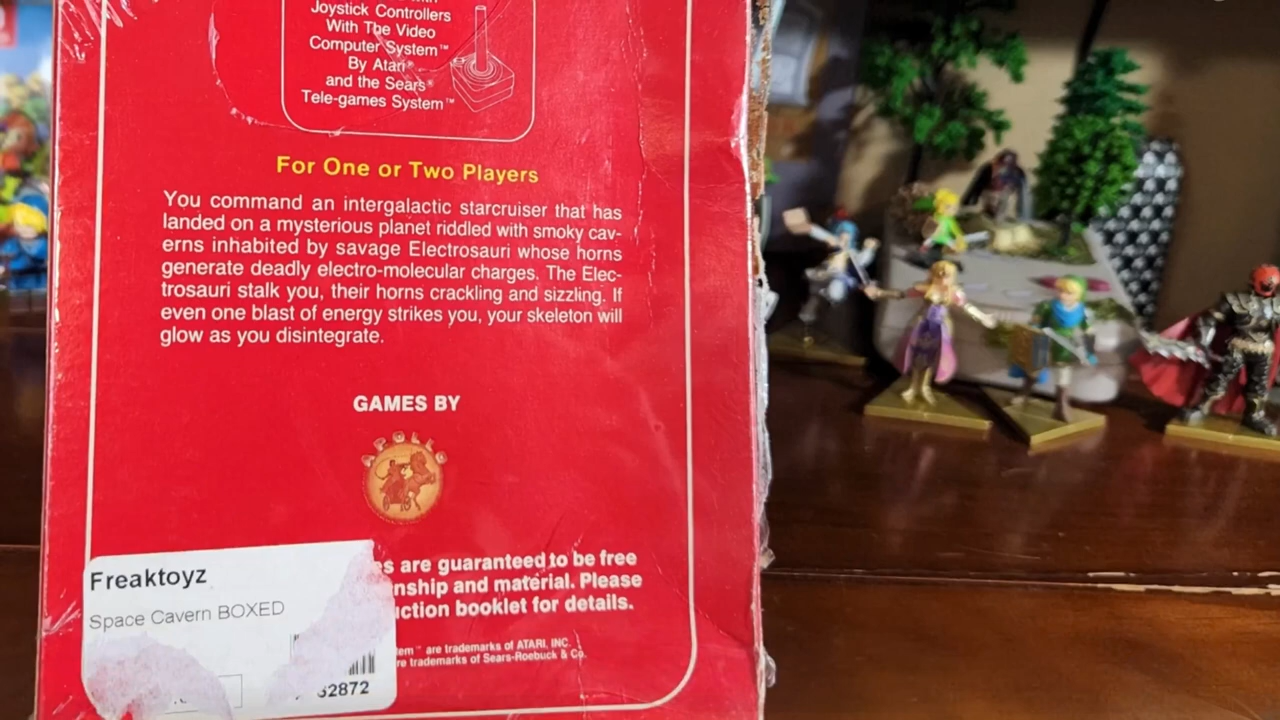 Joystick Controllers
With The Video
Computer System™
By Atari®
and the Sears®
Tele-games System™
For One or Two Players
You command an intergalactic starcruiser that has
landed on a mysterious planet riddled with smoky cav-
erns inhabited by savage Electrosauri whose horns
generate deadly electro-molecular charges. The Elec-
trosauri stalk you, their horns crackling and sizzling. If
even one blast of energy strikes you, your skeleton will
glow as you disintegrate.
GAMES BY
APOLLO
es are guaranteed to be free
nship and material. Please
uction booklet for details.
tem™ are trademarks of ATARI, INC.
re trademarks of Sears-Roebuck & Co.
Freaktoyz
Space Cavern BOXED
32872